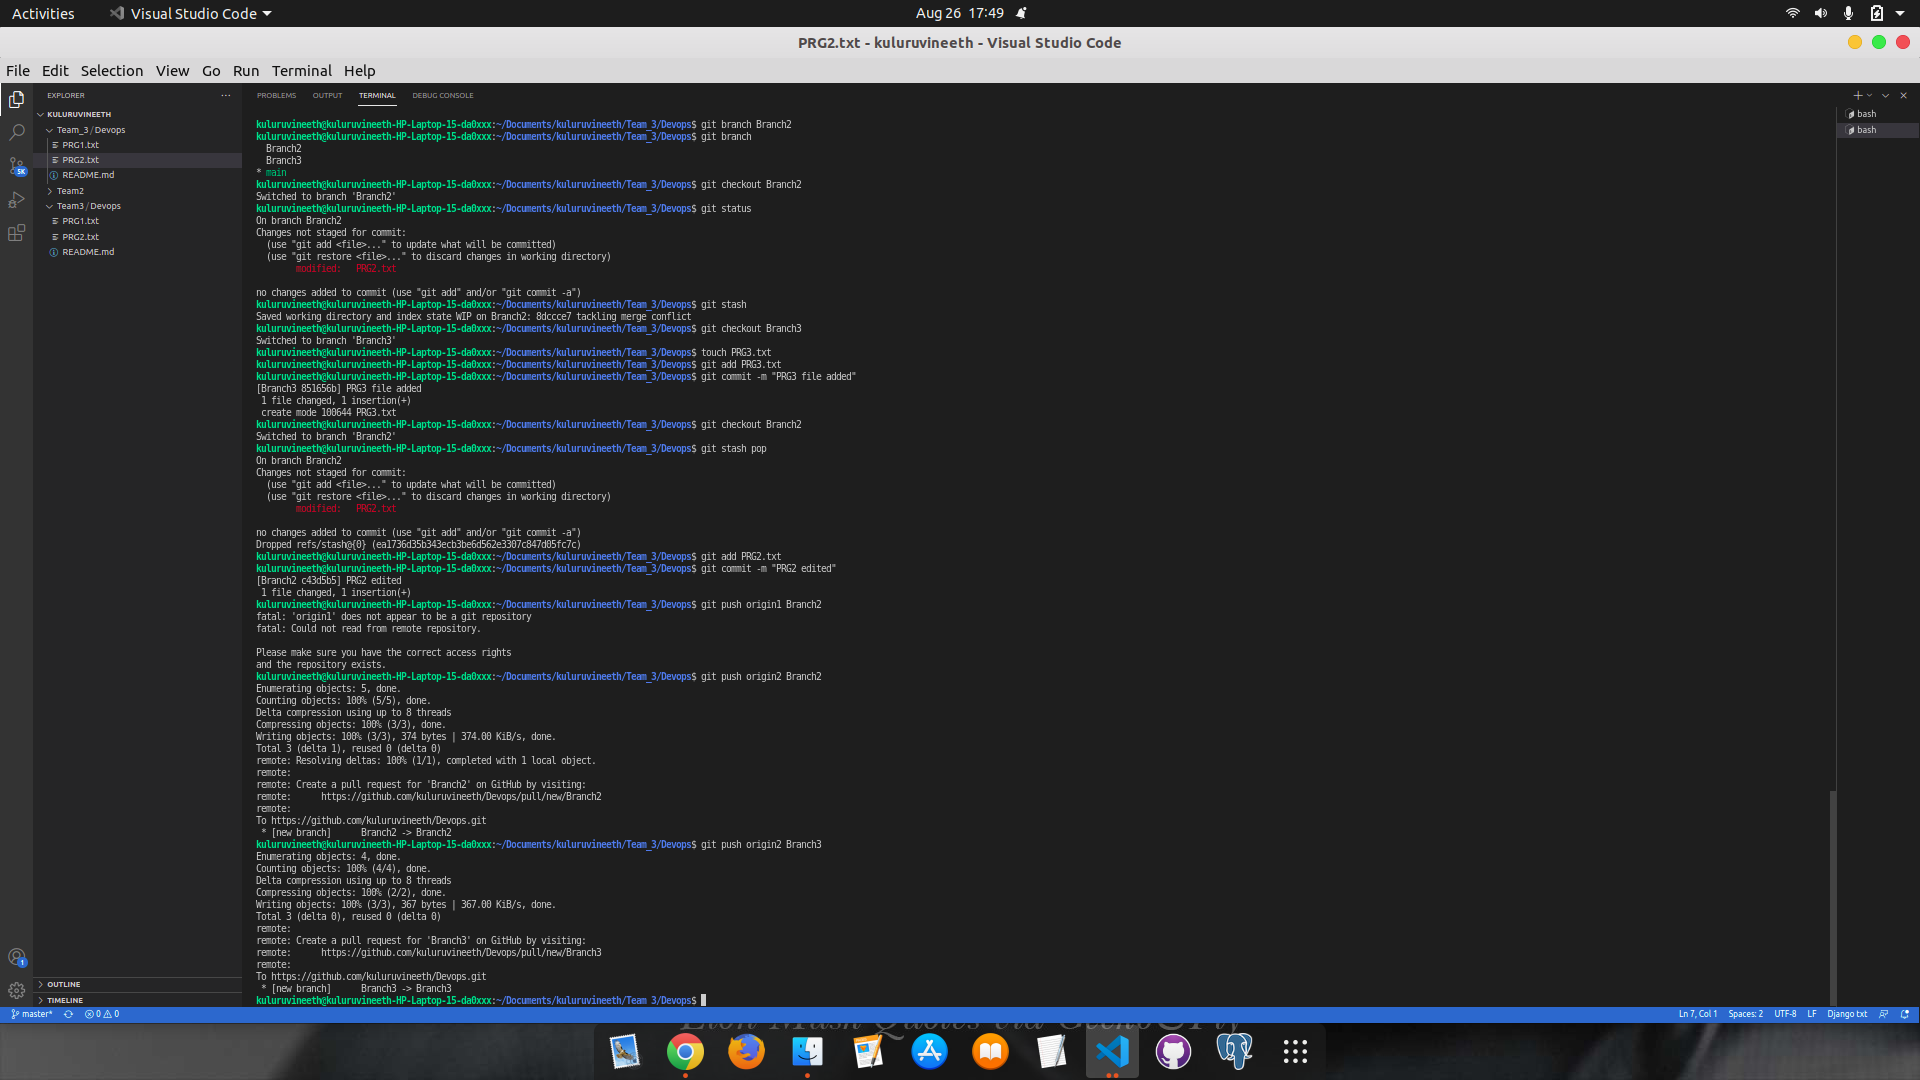 Activities
Visual Studio Code
Aug 26 17:49
PRG2.txt - kuluruvineeth - Visual Studio Code
File Edit Selection View Go Run Terminal Help
EXPLORER
KULURUVINEETH
Team_3 / Devops
PRG1.txt
PRG2.txt
README.md
Team2
Team3 / Devops
PRG1.txt
PRG2.txt
README.md
OUTLINE
TIMELINE
5K
1
PROBLEMS OUTPUT TERMINAL DEBUG CONSOLE
kuluruvineeth@kuluruvineeth-HP-Laptop-15-da0xxx:~/Documents/kuluruvineeth/Team_3/Devops$ git branch Branch2
kuluruvineeth@kuluruvineeth-HP-Laptop-15-da0xxx:~/Documents/kuluruvineeth/Team_3/Devops$ git branch
Branch2
Branch3
* main
kuluruvineeth@kuluruvineeth-HP-Laptop-15-da0xxx:~/Documents/kuluruvineeth/Team_3/Devops$ git checkout Branch2
Switched to branch 'Branch2'
kuluruvineeth@kuluruvineeth-HP-Laptop-15-da0xxx:~/Documents/kuluruvineeth/Team_3/Devops$ git status
On branch Branch2
Changes not staged for commit:
(use "git add <file>..." to update what will be committed)
(use "git restore <file>..." to discard changes in working directory)
modified: PRG2.txt
no changes added to commit (use "git add" and/or "git commit -a")
kuluruvineeth@kuluruvineeth-HP-Laptop-15-da0xxx:~/Documents/kuluruvineeth/Team_3/Devops$ git stash
Saved working directory and index state WIP on Branch2: 8dccce7 tackling merge conflict
kuluruvineeth@kuluruvineeth-HP-Laptop-15-da0xxx:~/Documents/kuluruvineeth/Team_3/Devops$ git checkout Branch3
Switched to branch 'Branch3'
kuluruvineeth@kuluruvineeth-HP-Laptop-15-da0xxx:~/Documents/kuluruvineeth/Team_3/Devops$ touch PRG3.txt
kuluruvineeth@kuluruvineeth-HP-Laptop-15-da0xxx:~/Documents/kuluruvineeth/Team_3/Devops$ git add PRG3.txt
kuluruvineeth@kuluruvineeth-HP-Laptop-15-da0xxx:~/Documents/kuluruvineeth/Team_3/Devops$ git commit -m "PRG3 file added"
[Branch3 851656b] PRG3 file added
1 file changed, 1 insertion(+)
create mode 100644 PRG3.txt
kuluruvineeth@kuluruvineeth-HP-Laptop-15-da0xxx:~/Documents/kuluruvineeth/Team_3/Devops$ git checkout Branch2
Switched to branch 'Branch2'
kuluruvineeth@kuluruvineeth-HP-Laptop-15-da0xxx:~/Documents/kuluruvineeth/Team_3/Devops$ git stash pop
On branch Branch2
Changes not staged for commit:
(use "git add <file>..." to update what will be committed)
(use "git restore <file>..." to discard changes in working directory)
modified: PRG2.txt
no changes added to commit (use "git add" and/or "git commit -a")
Dropped refs/stash@{0} (ea1736d35b343ecb3be6d562e3307c847d05fc7c)
kuluruvineeth@kuluruvineeth-HP-Laptop-15-da0xxx:~/Documents/kuluruvineeth/Team_3/Devops$ git add PRG2.txt
kuluruvineeth@kuluruvineeth-HP-Laptop-15-da0xxx:~/Documents/kuluruvineeth/Team_3/Devops$ git commit -m "PRG2 edited"
[Branch2 c43d5b5] PRG2 edited
1 file changed, 1 insertion(+)
kuluruvineeth@kuluruvineeth-HP-Laptop-15-da0xxx:~/Documents/kuluruvineeth/Team_3/Devops$ git push origin1 Branch2
fatal: 'origin1' does not appear to be a git repository
fatal: Could not read from remote repository.
Please make sure you have the correct access rights
and the repository exists.
kuluruvineeth@kuluruvineeth-HP-Laptop-15-da0xxx:~/Documents/kuluruvineeth/Team_3/Devops$ git push origin2 Branch2
Enumerating objects: 5, done.
Counting objects: 100% (5/5), done.
Delta compression using up to 8 threads
Compressing objects: 100% (3/3), done.
Writing objects: 100% (3/3), 374 bytes | 374.00 KiB/s, done.
Total 3 (delta 1), reused 0 (delta 0)
remote: Resolving deltas: 100% (1/1), completed with 1 local object.
remote:
remote: Create a pull request for 'Branch2' on GitHub by visiting:
remote: https://github.com/kuluruvineeth/Devops/pull/new/Branch2
remote:
To https://github.com/kuluruvineeth/Devops.git
* [new branch] Branch2 -> Branch2
kuluruvineeth@kuluruvineeth-HP-Laptop-15-da0xxx:~/Documents/kuluruvineeth/Team_3/Devops$ git push origin2 Branch3
Enumerating objects: 4, done.
Counting objects: 100% (4/4), done.
Delta compression using up to 8 threads
Compressing objects: 100% (2/2), done.
Writing objects: 100% (3/3), 367 bytes | 367.00 KiB/s, done.
Total 3 (delta 0), reused 0 (delta 0)
remote:
remote: Create a pull request for 'Branch3' on GitHub by visiting:
remote: https://github.com/kuluruvineeth/Devops/pull/new/Branch3
remote:
To https://github.com/kuluruvineeth/Devops.git
* [new branch] Branch3 -> Branch3
kuluruvineeth@kuluruvineeth-HP-Laptop-15-da0xxx:~/Documents/kuluruvineeth/Team_3/Devops$
bash
bash
master* 0 0
Ln 7, Col 1 Spaces: 2 UTF-8 LF Django txt